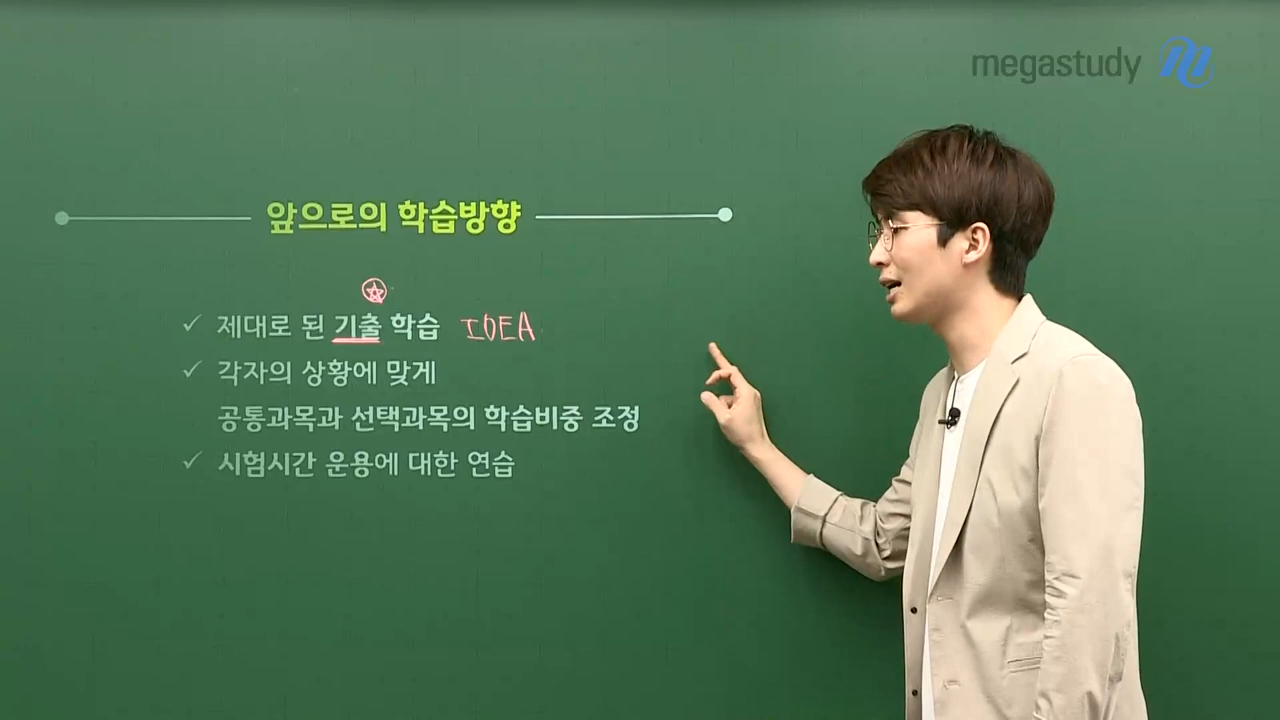 megastudy
앞으로의 학습방향
✓ 제대로 된 기출 학습 IDEA
✓ 각자의 상황에 맞게
공통과목과 선택과목의 학습비중 조정
✓ 시험시간 운용에 대한 연습